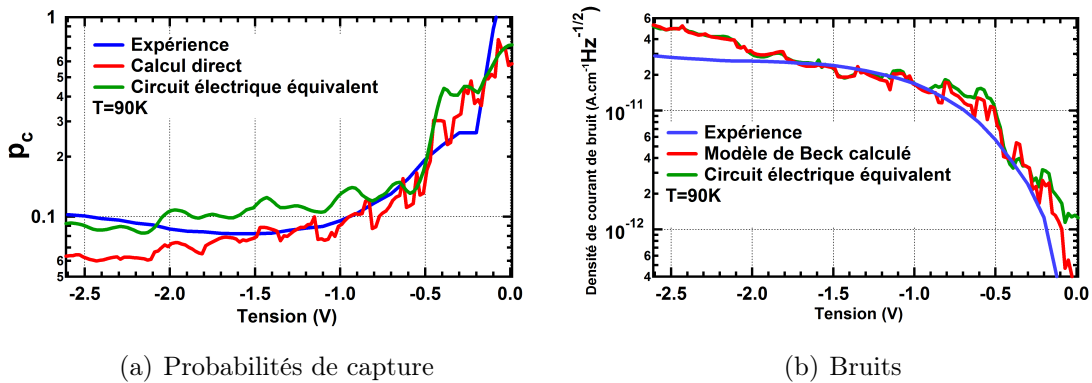 1
8
6
4
2
0.1
8
6
5
p_c
Expérience
Calcul direct
Circuit électrique équivalent
T=90K
-2.5 -2.0 -1.5 -1.0 -0.5 0.0
Tension (V)
(a) Probabilités de capture
Densité de courant de bruit (A.cm⁻¹Hz⁻¹/²)
6
4
2
10⁻¹¹
6
4
2
10⁻¹²
6
4
Expérience
Modèle de Beck calculé
Circuit électrique équivalent
T=90K
-2.5 -2.0 -1.5 -1.0 -0.5 0.0
Tension (V)
(b) Bruits